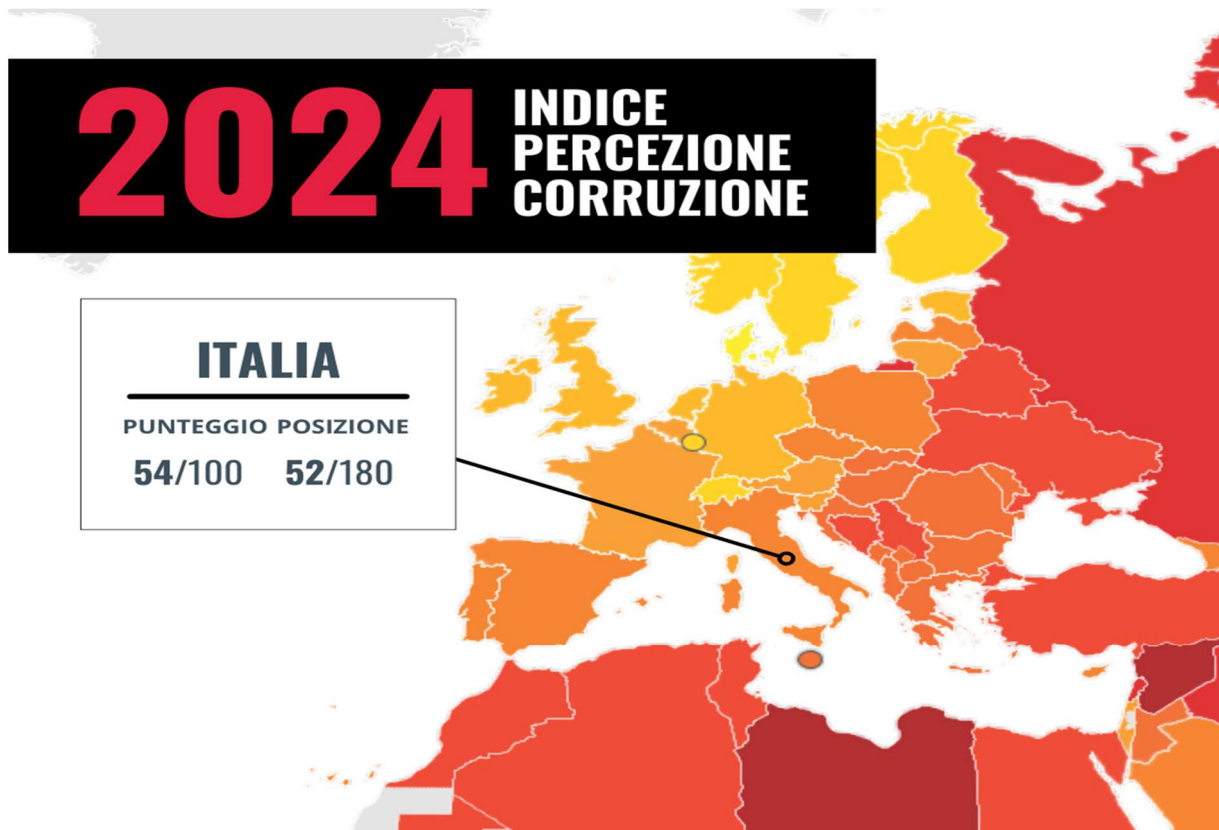 2024
INDICE
PERCEZIONE
CORRUZIONE
ITALIA
PUNTEGGIO POSIZIONE
54/100 52/180